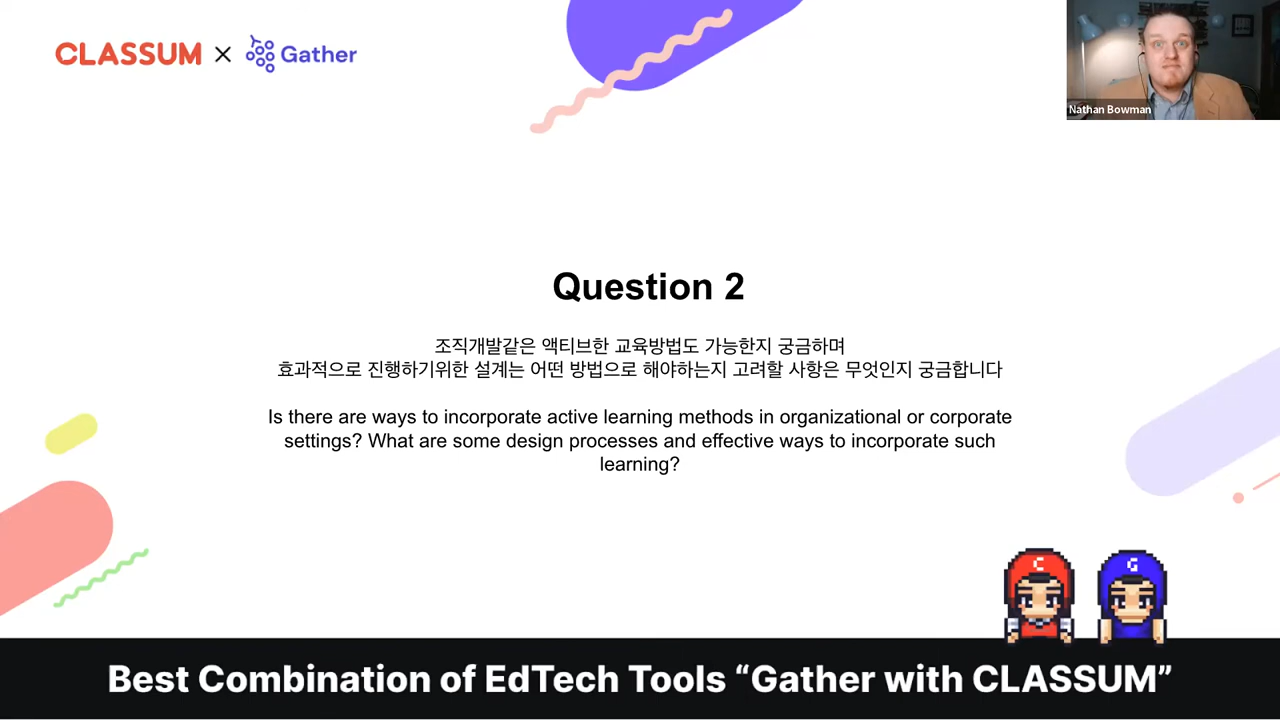 CLASSUM × Gather
Nathan Bowman
Question 2
조직개발같은 액티브한 교육방법도 가능한지 궁금하며
효과적으로 진행하기위한 설계는 어떤 방법으로 해야하는지 고려할 사항은 무엇인지 궁금합니다
Is there are ways to incorporate active learning methods in organizational or corporate
settings? What are some design processes and effective ways to incorporate such
learning?
C
G
Best Combination of EdTech Tools “Gather with CLASSUM”